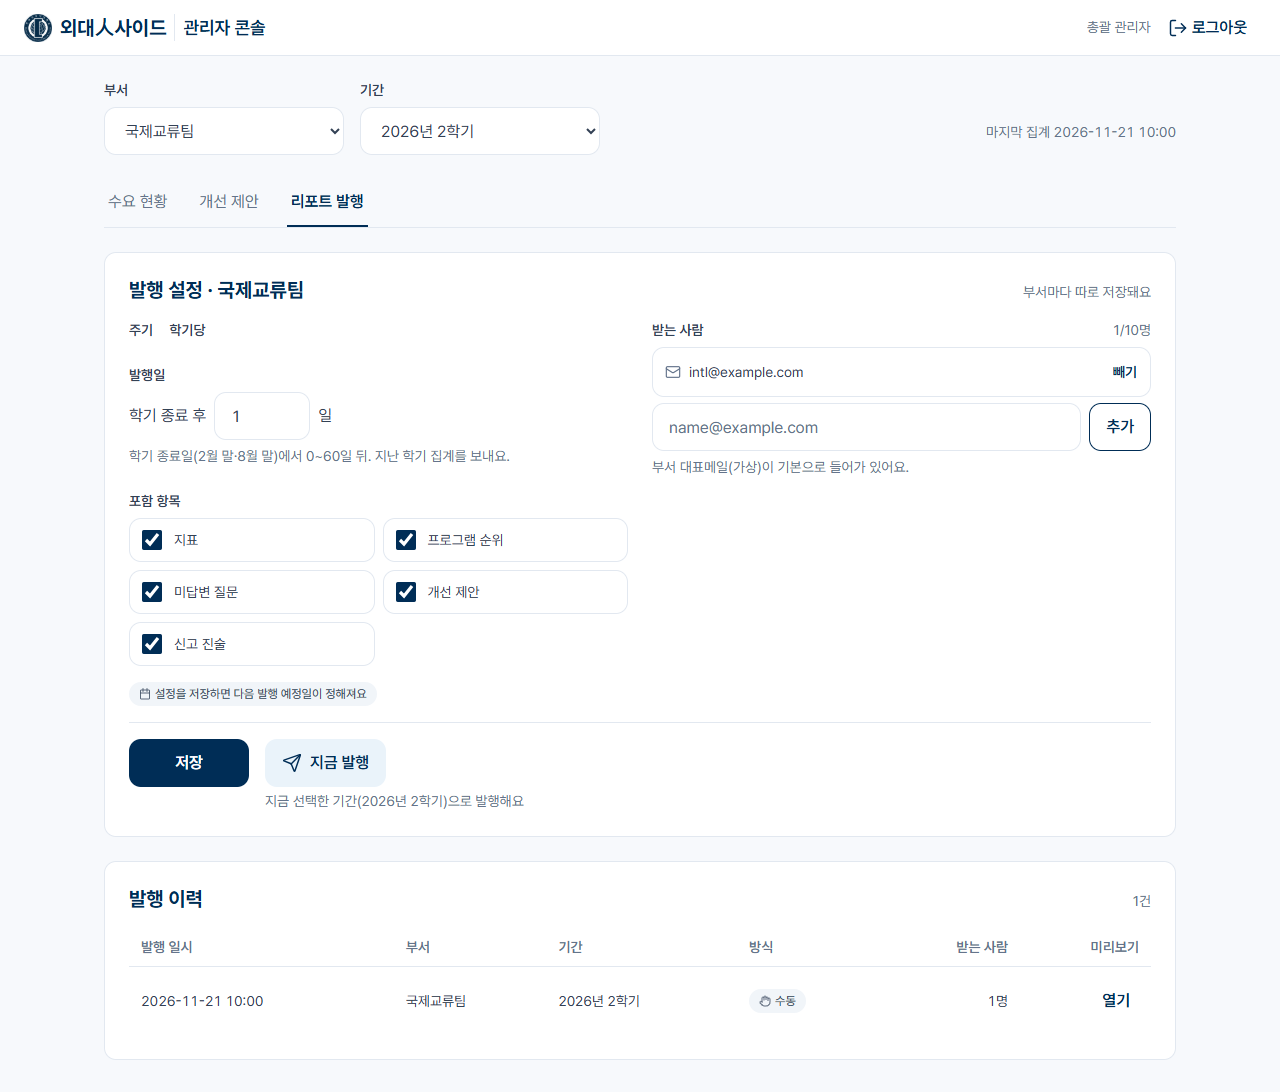 외대人사이드 관리자 콘솔
총괄 관리자 로그아웃
부서 기간
국제교류팀 2026년 2학기
마지막 집계 2026-11-21 10:00
수요 현황 개선 제안 리포트 발행
발행 설정 · 국제교류팀
부서마다 따로 저장돼요
주기 학기당
발행일
학기 종료 후 1 일
학기 종료일(2월 말·8월 말)에서 0~60일 뒤. 지난 학기 집계를 보내요.
포함 항목
지표 프로그램 순위
미답변 질문 개선 제안
신고 진술
설정을 저장하면 다음 발행 예정일이 정해져요
받는 사람 1/10명
intl@example.com 빼기
name@example.com 추가
부서 대표메일(가상)이 기본으로 들어가 있어요.
저장 지금 발행
지금 선택한 기간(2026년 2학기)으로 발행해요
발행 이력 1건
발행 일시 부서 기간 방식 받는 사람 미리보기
2026-11-21 10:00 국제교류팀 2026년 2학기 수동 1명 열기